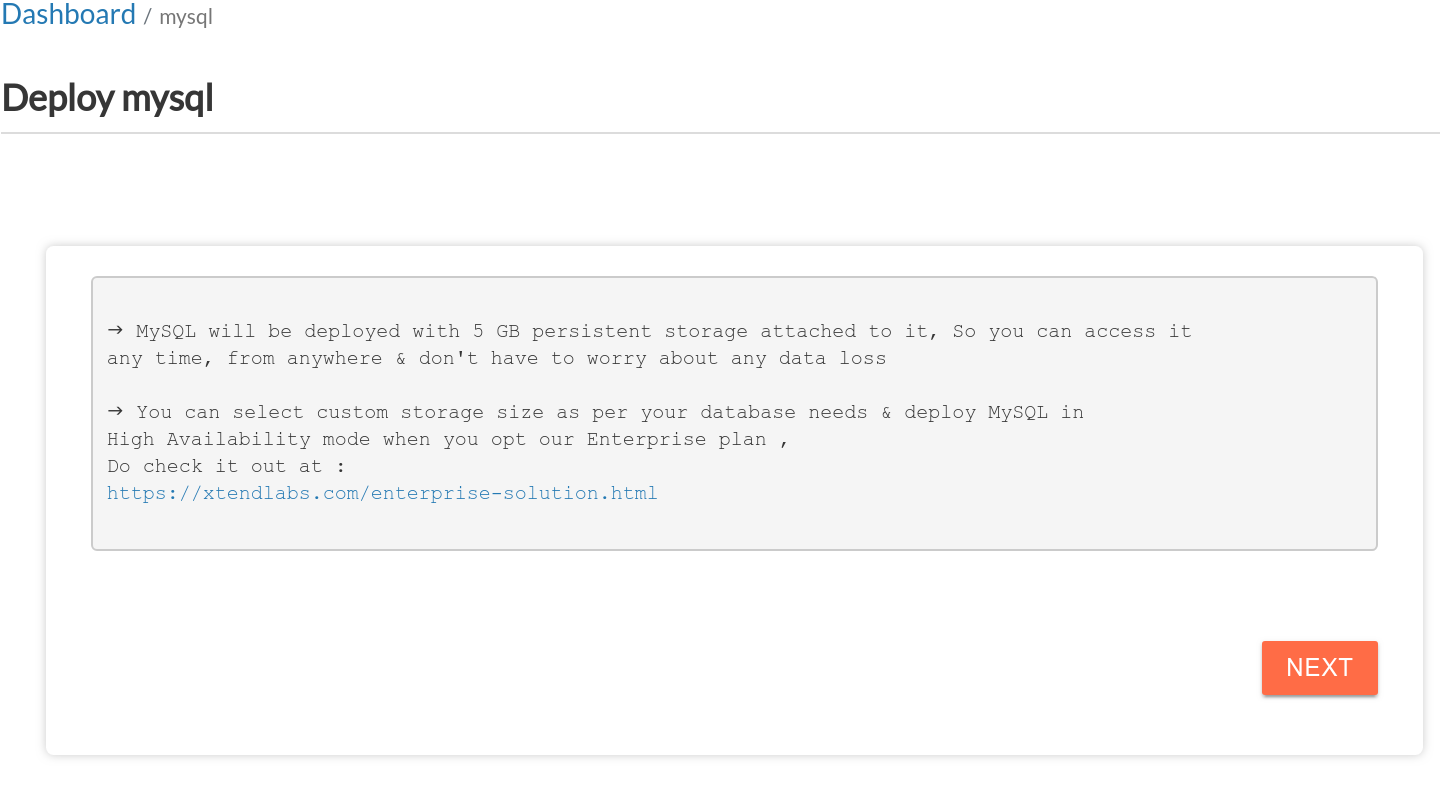 Dashboard / mysql
Deploy mysql
→ MySQL will be deployed with 5 GB persistent storage attached to it, So you can access it
any time, from anywhere & don't have to worry about any data loss
→ You can select custom storage size as per your database needs & deploy MySQL in
High Availability mode when you opt our Enterprise plan ,
Do check it out at :
https://xtendlabs.com/enterprise-solution.html
NEXT